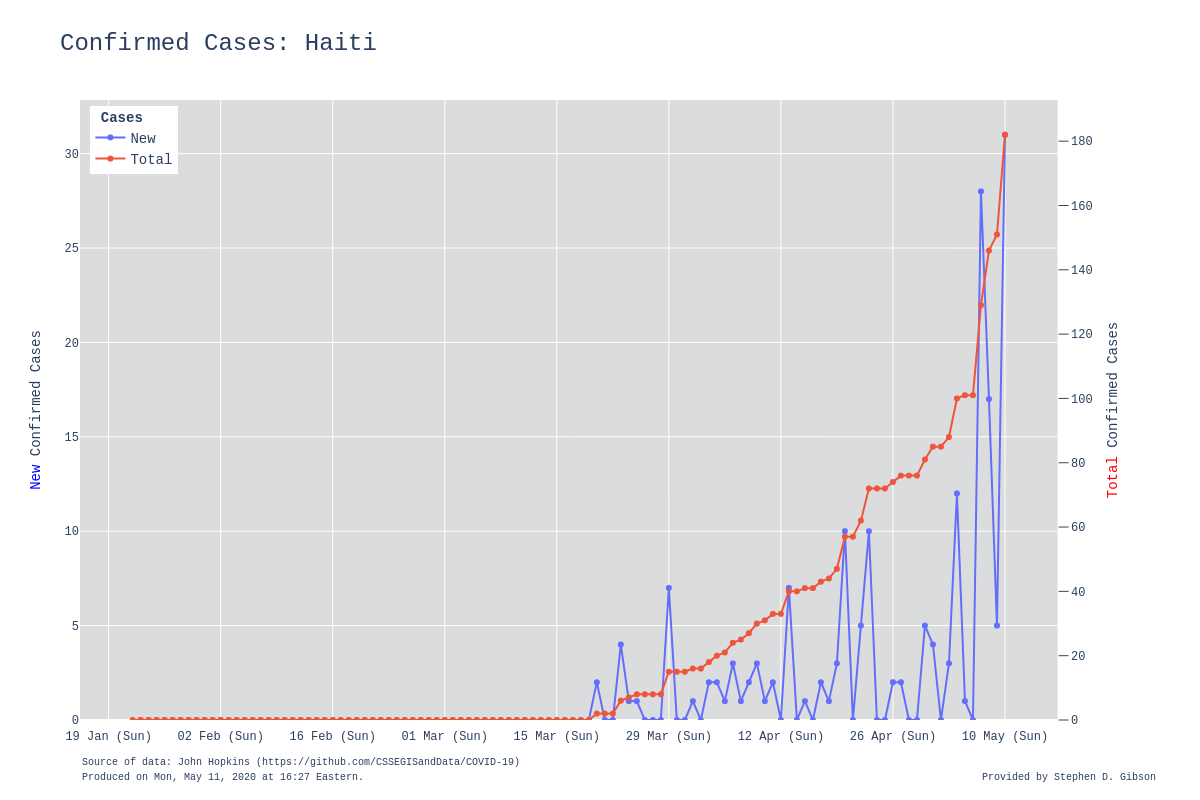 Confirmed Cases: Haiti
Cases
New
Total
30
25
20
15
10
5
0
New Confirmed Cases
180
160
140
120
100
80
60
40
20
0
Total Confirmed Cases
19 Jan (Sun) 02 Feb (Sun) 16 Feb (Sun) 01 Mar (Sun) 15 Mar (Sun) 29 Mar (Sun) 12 Apr (Sun) 26 Apr (Sun) 10 May (Sun)
Source of data: John Hopkins (https://github.com/CSSEGISandData/COVID-19)
Produced on Mon, May 11, 2020 at 16:27 Eastern.
Provided by Stephen D. Gibson